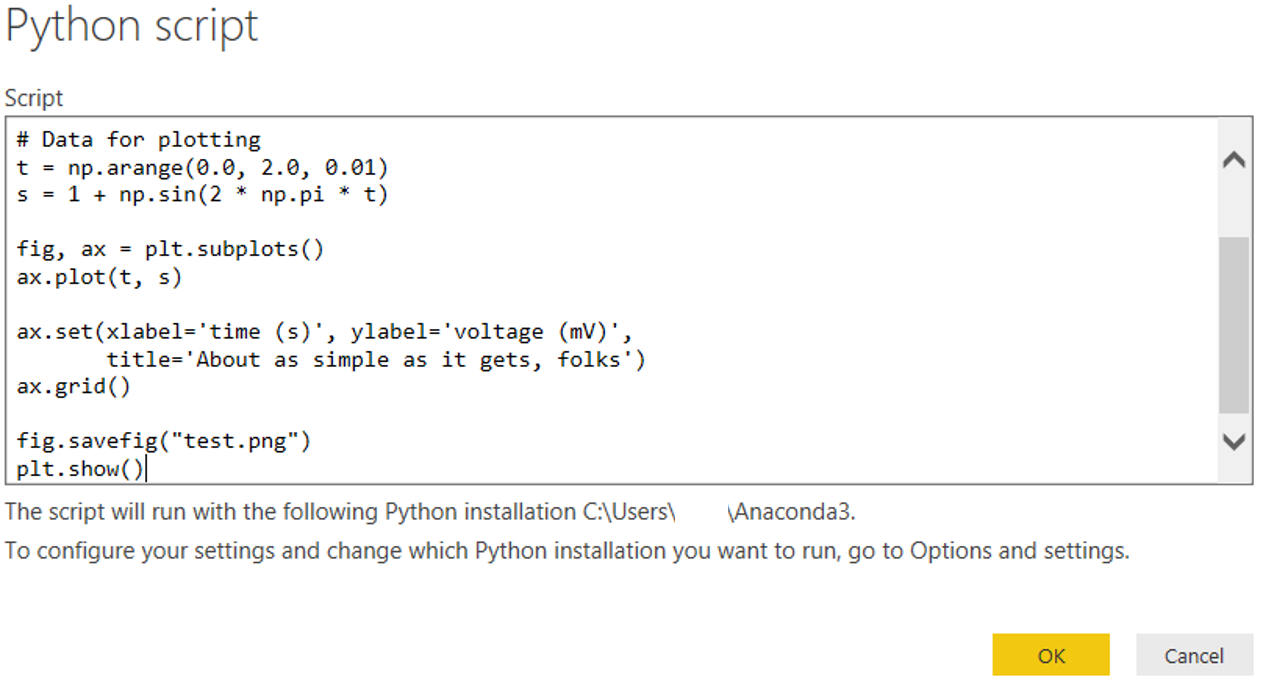 Python script
Script
# Data for plotting
t = np.arange(0.0, 2.0, 0.01)
s = 1 + np.sin(2 * np.pi * t)
fig, ax = plt.subplots()
ax.plot(t, s)
ax.set(xlabel='time (s)', ylabel='voltage (mV)',
       title='About as simple as it gets, folks')
ax.grid()
fig.savefig("test.png")
plt.show()
The script will run with the following Python installation C:\Users\ \Anaconda3.
To configure your settings and change which Python installation you want to run, go to Options and settings.
OK Cancel